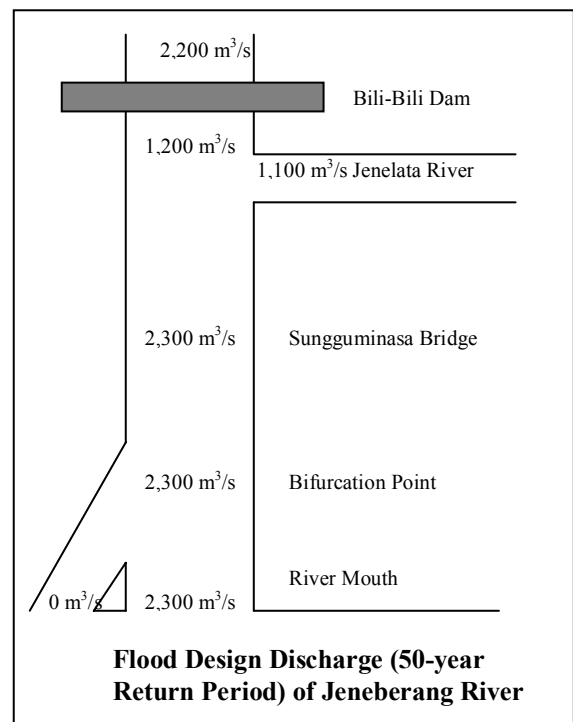 2,200 m³/s
Bili-Bili Dam
1,200 m³/s
1,100 m³/s Jenelata River
2,300 m³/s Sungguminasa Bridge
2,300 m³/s Bifurcation Point
River Mouth
0 m³/s 2,300 m³/s
Flood Design Discharge (50-year
Return Period) of Jeneberang River